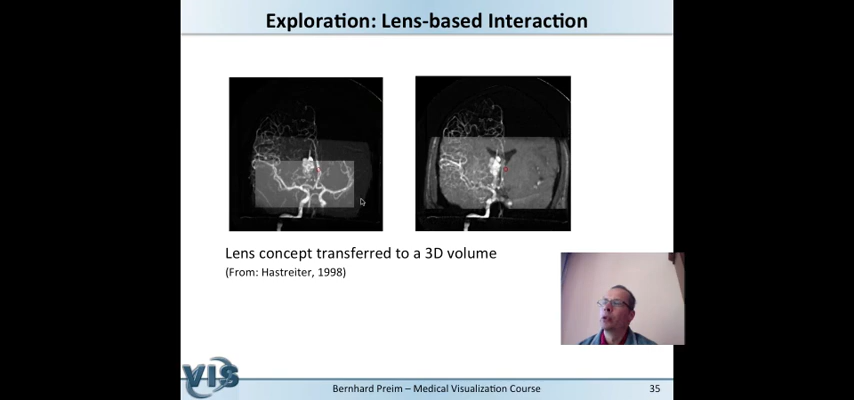 Exploration: Lens-based Interaction
Lens concept transferred to a 3D volume
(From: Hastreiter, 1998)
VIS
Bernhard Preim – Medical Visualization Course
35